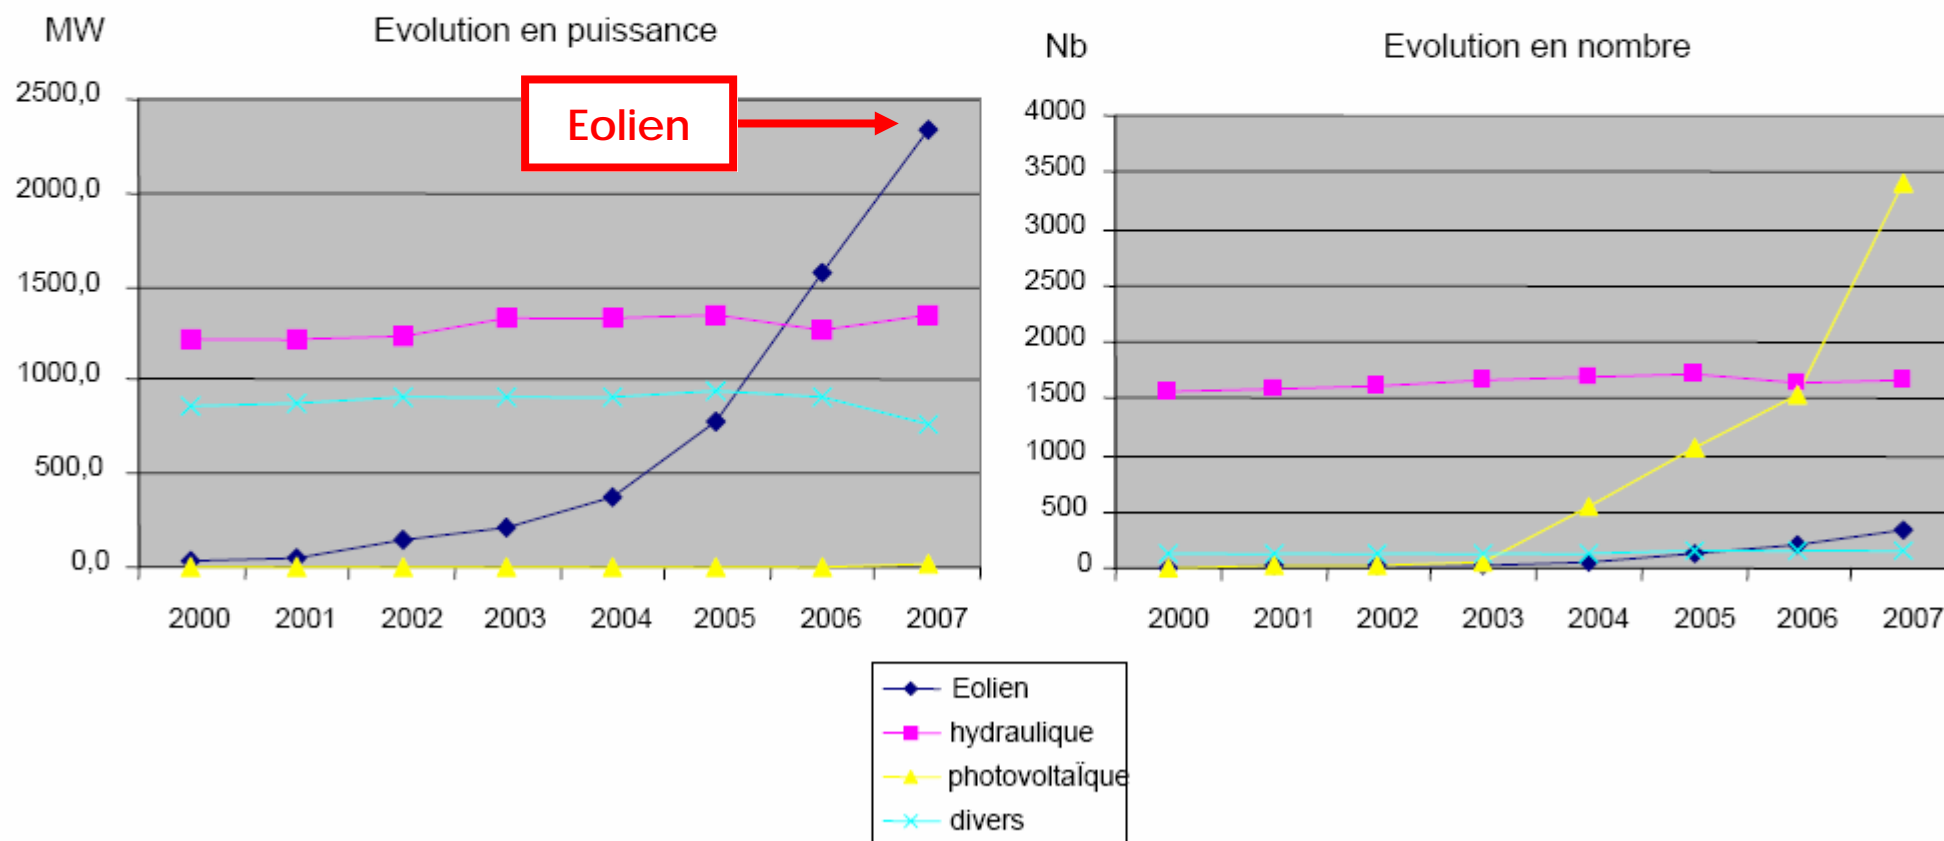 MW
Evolution en puissance
Eolien
2500,0
2000,0
1500,0
1000,0
500,0
0,0
2000 2001 2002 2003 2004 2005 2006 2007
Nb
Evolution en nombre
4000
3500
3000
2500
2000
1500
1000
500
0
2000 2001 2002 2003 2004 2005 2006 2007
Eolien
hydraulique
photovoltaÏque
divers